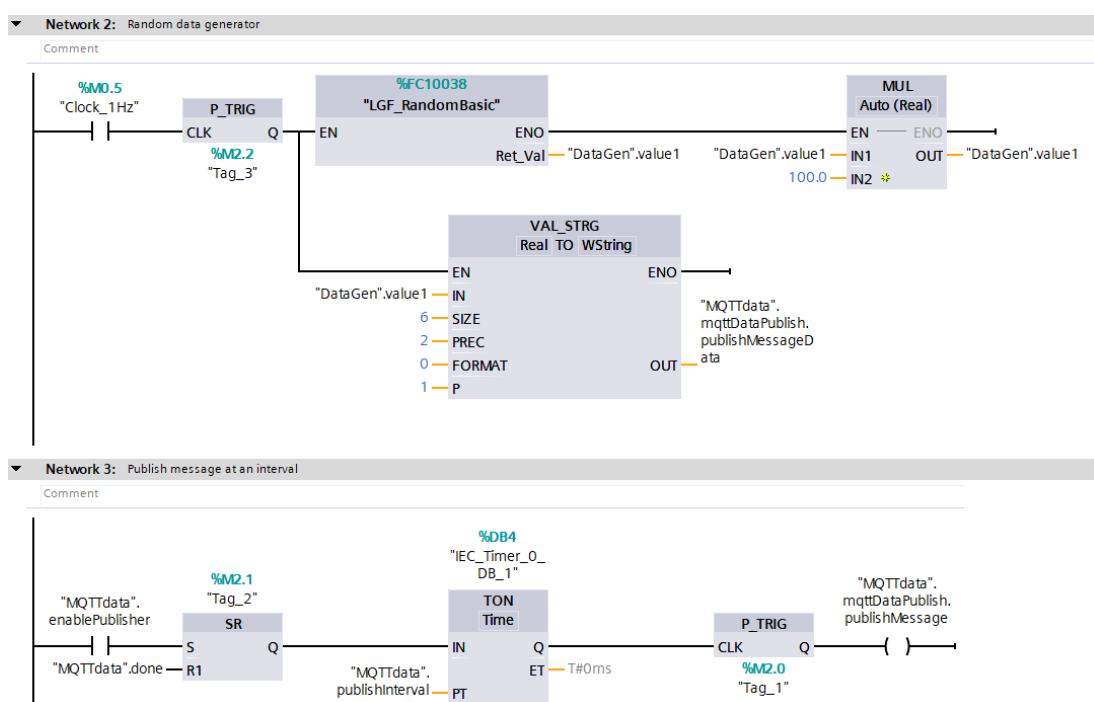 Network 2: Random data generator
Comment
%M0.5
"Clock_1Hz"
P_TRIG
CLK Q
%M2.2
"Tag_3"
%FC10038
"LGF_RandomBasic"
EN ENO
Ret_Val "DataGen".value1
MUL
Auto (Real)
EN ENO
"DataGen".value1 IN1 OUT "DataGen".value1
100.0 IN2
VAL_STRG
Real TO WString
EN ENO
"DataGen".value1 IN
6 SIZE
2 PREC
0 FORMAT OUT
1 P
"MQTTdata".
mqttDataPublish.
publishMessageD
ata
Network 3: Publish message at an interval
Comment
"MQTTdata".
enablePublisher
%M2.1
"Tag_2"
SR
S Q
"MQTTdata".done R1
%DB4
"IEC_Timer_0_
DB_1"
TON
Time
IN Q
ET T#0ms
"MQTTdata".
publishInterval PT
P_TRIG
CLK Q
%M2.0
"Tag_1"
"MQTTdata".
mqttDataPublish.
publishMessage